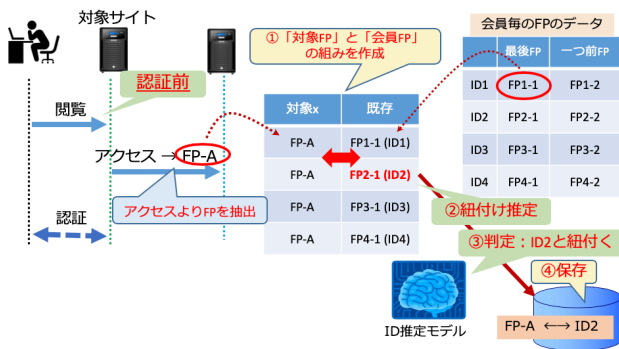 対象サイト
①「対象FP」と「会員FP」
の組みを作成
会員毎のFPのデータ
最後FP
一つ前FP
ID1
FP1-1
FP1-2
ID2
FP2-1
FP2-2
ID3
FP3-1
FP3-2
ID4
FP4-1
FP4-2
認証前
閲覧
アクセス → FP-A
アクセスよりFPを抽出
認証
対象x
既存
FP-A
FP1-1 (ID1)
FP-A
FP2-1 (ID2)
FP-A
FP3-1 (ID3)
FP-A
FP4-1 (ID4)
②紐付け推定
③判定：ID2と紐付く
④保存
ID推定モデル
FP-A ⟷ ID2